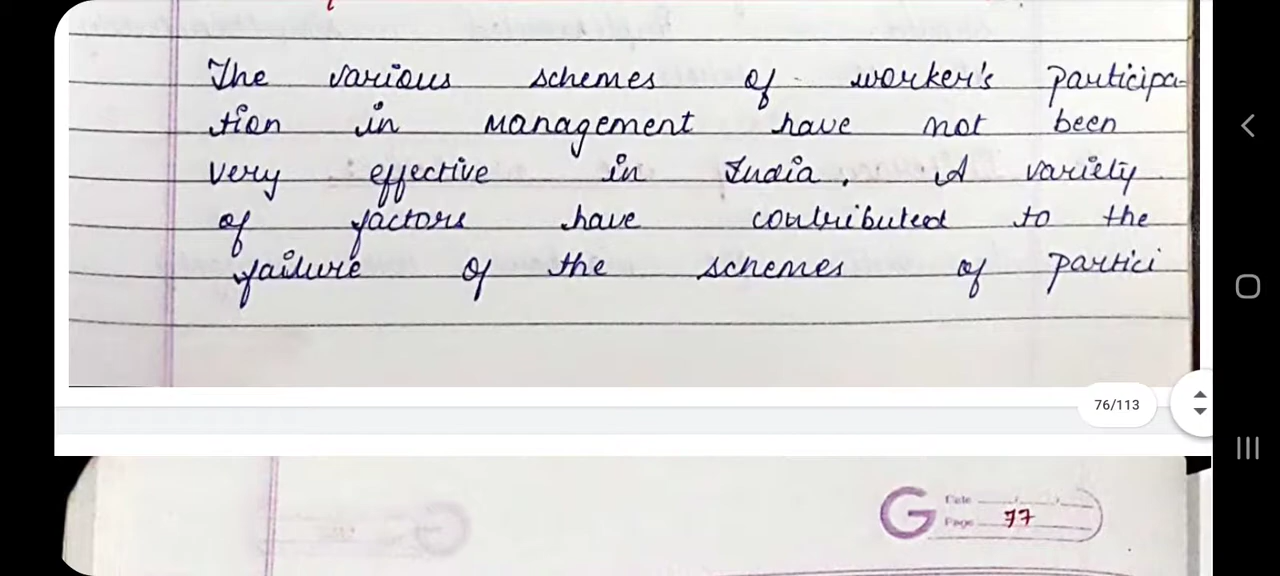 The various schemes of worker's participa-
tion in management have not been
very effective in India. A variety
of factors have contributed to the
failure of the schemes of partici
76/113
G
Date
Page 77